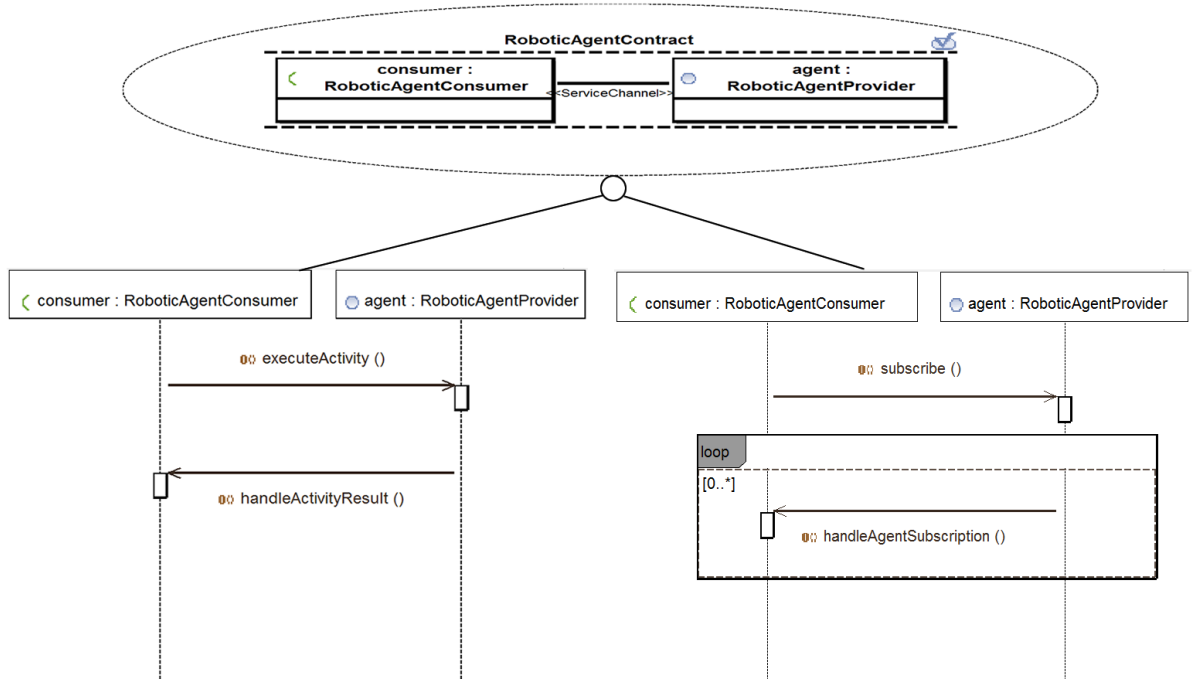 RoboticAgentContract
consumer :
RoboticAgentConsumer
<<ServiceChannel>>
agent :
RoboticAgentProvider
consumer : RoboticAgentConsumer
agent : RoboticAgentProvider
executeActivity ()
handleActivityResult ()
consumer : RoboticAgentConsumer
agent : RoboticAgentProvider
subscribe ()
loop
[0..*]
handleAgentSubscription ()